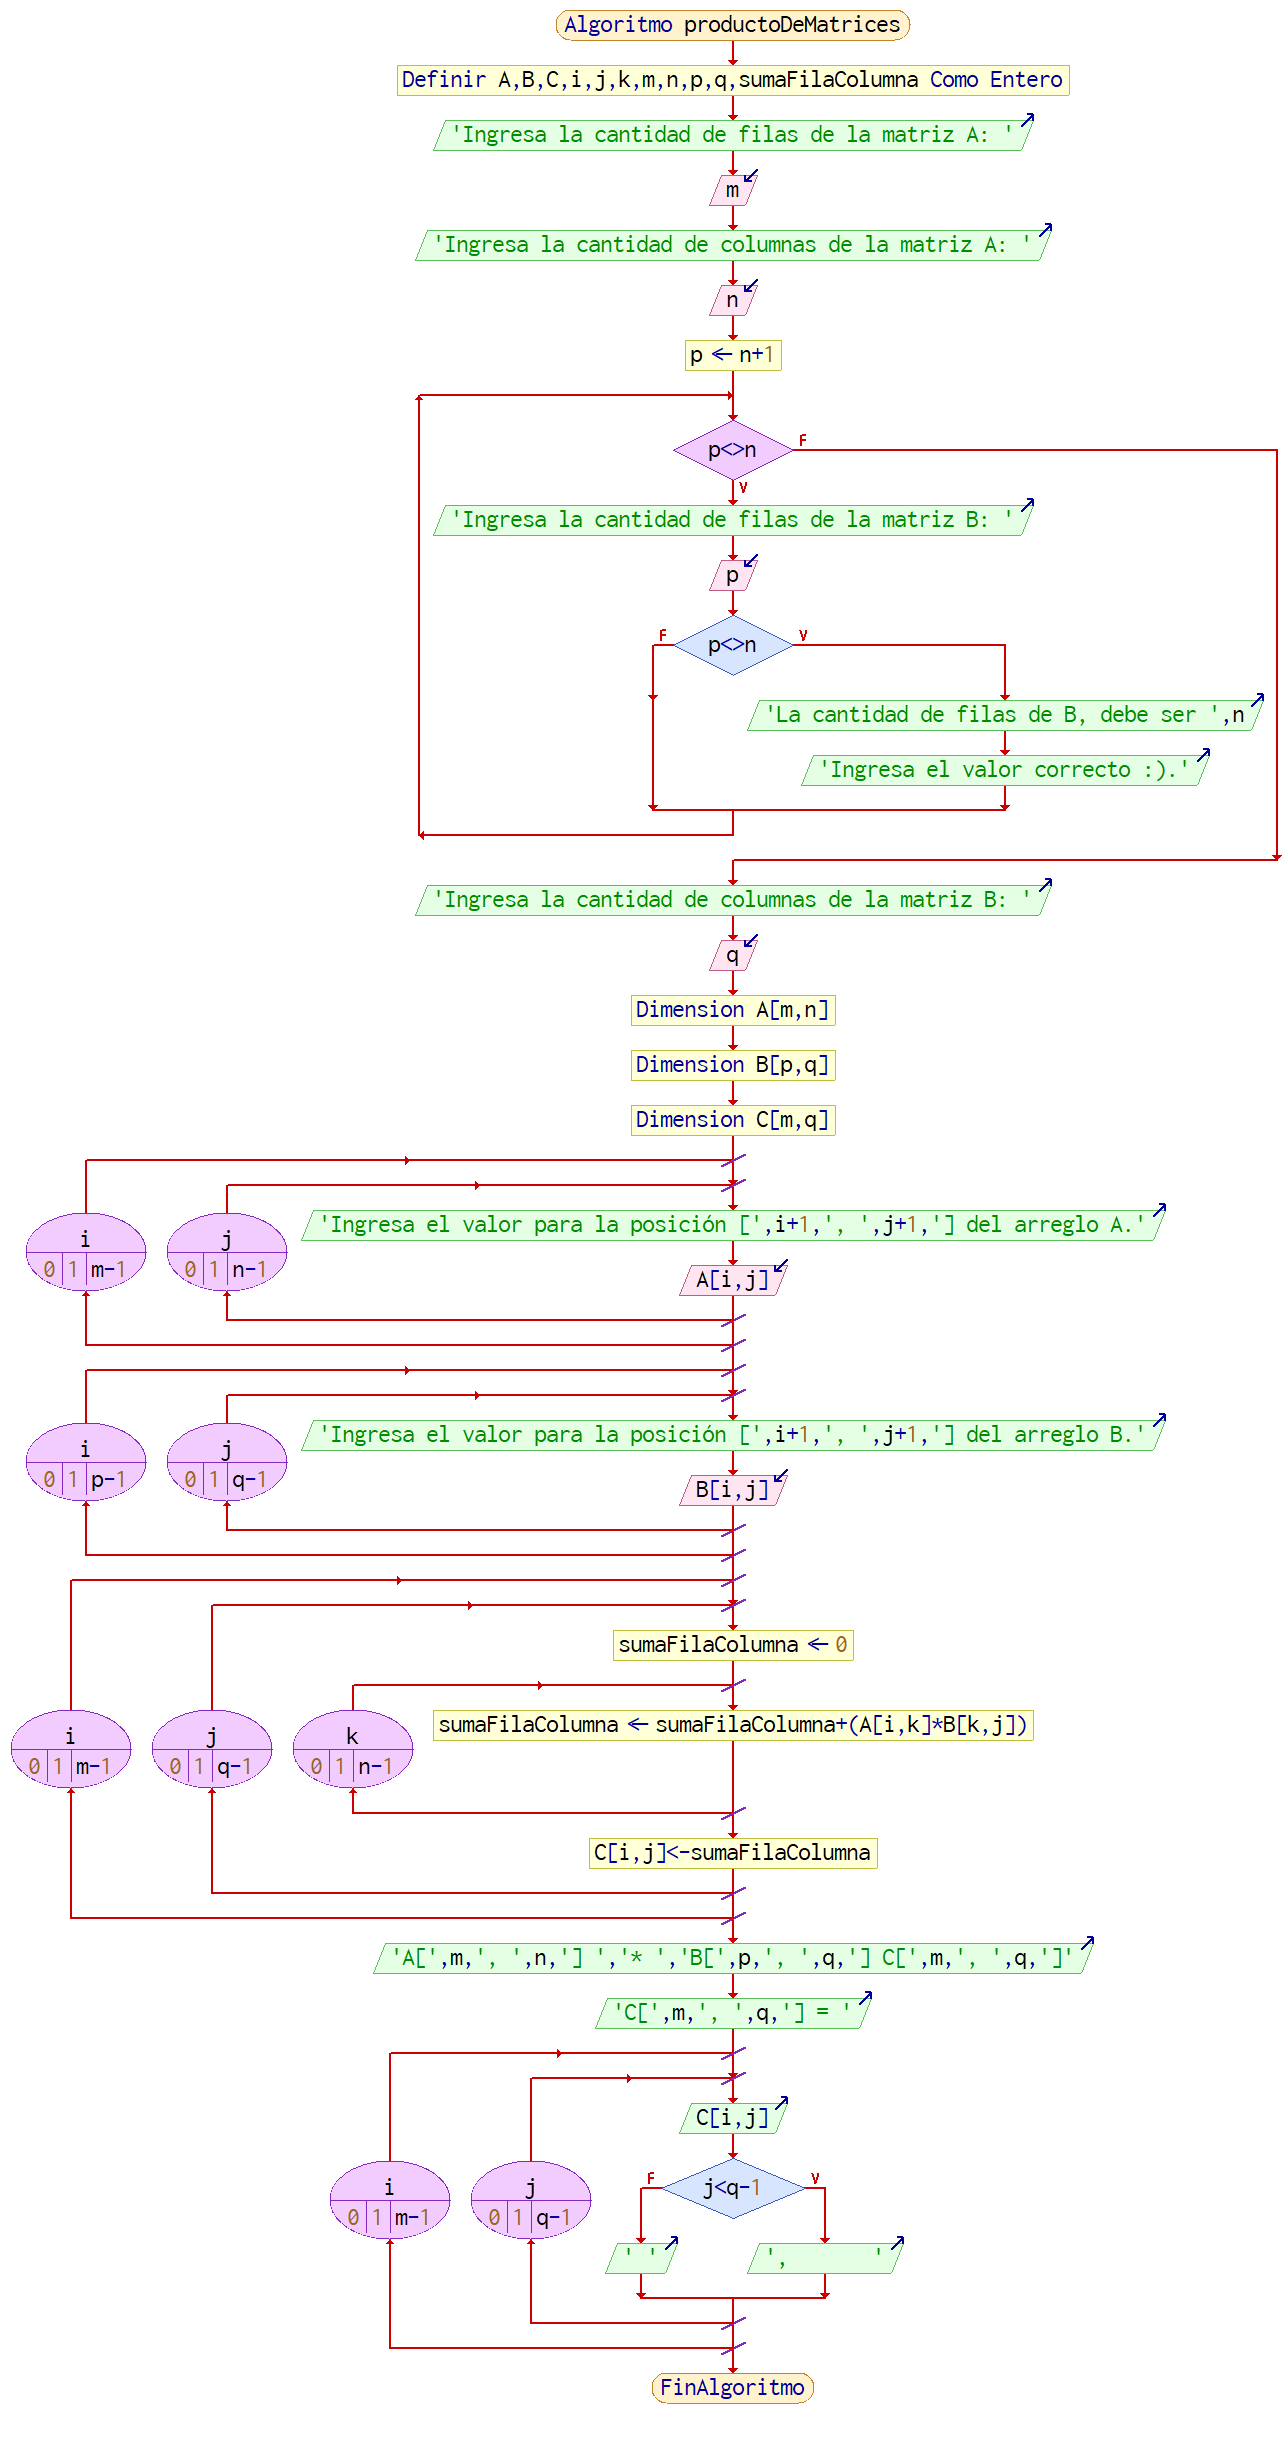 Algoritmo productoDeMatrices
Definir A,B,C,i,j,k,m,n,p,q,sumaFilaColumna Como Entero
'Ingresa la cantidad de filas de la matriz A: '
m
'Ingresa la cantidad de columnas de la matriz A: '
n
p ← n+1
p<>n
F
V
'Ingresa la cantidad de filas de la matriz B: '
p
F
p<>n
V
'La cantidad de filas de B, debe ser ',n
'Ingresa el valor correcto :).'
'Ingresa la cantidad de columnas de la matriz B: '
q
Dimension A[m,n]
Dimension B[p,q]
Dimension C[m,q]
i
0 1 m-1
j
0 1 n-1
'Ingresa el valor para la posición [',i+1,', ',j+1,'] del arreglo A.'
A[i,j]
i
0 1 p-1
j
0 1 q-1
'Ingresa el valor para la posición [',i+1,', ',j+1,'] del arreglo B.'
B[i,j]
sumaFilaColumna ← 0
i
0 1 m-1
j
0 1 q-1
k
0 1 n-1
sumaFilaColumna ← sumaFilaColumna+(A[i,k]*B[k,j])
C[i,j]<-sumaFilaColumna
'A[',m,', ',n,'] ','* ','B[',p,', ',q,'] C[',m,', ',q,']'
'C[',m,', ',q,'] = '
i
0 1 m-1
j
0 1 q-1
C[i,j]
F
j<q-1
V
' '
',       '
FinAlgoritmo